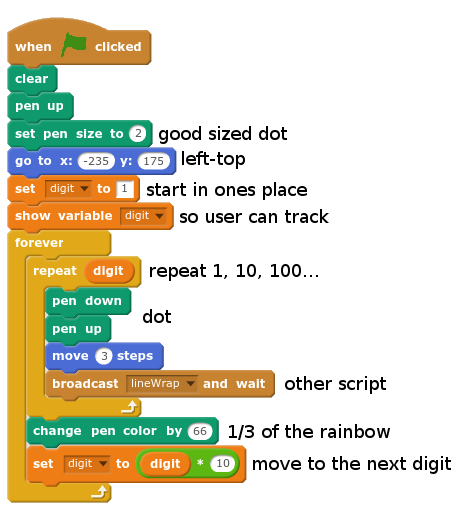 when clicked
clear
pen up
set pen size to 2 good sized dot
go to x: -235 y: 175 left-top
set digit to 1 start in ones place
show variable digit so user can track
forever
repeat digit repeat 1, 10, 100...
pen down
dot
pen up
move 3 steps
broadcast lineWrap and wait other script
change pen color by 66 1/3 of the rainbow
set digit to digit * 10 move to the next digit